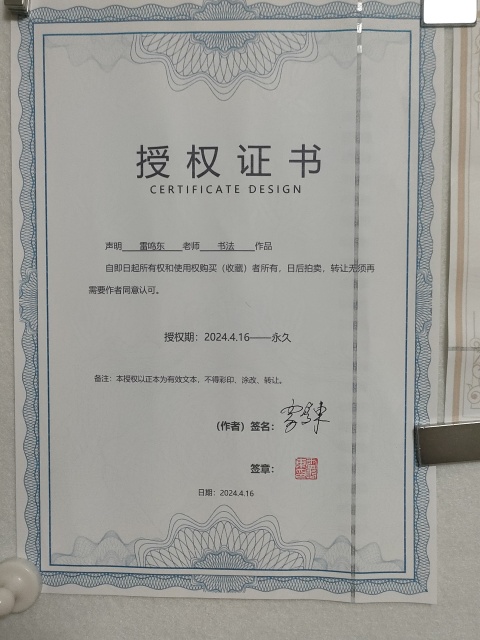 授权证书
CERTIFICATE DESIGN
声明 雷鸣东 老师 书法 作品
自即日起所有权和使用权购买（收藏）者所有，日后拍卖，转让无须再
需要作者同意认可。
授权期：2024.4.16——永久
备注：本授权以正本为有效文本，不得彩印，涂改，转让。
（作者）签名：
签章：
日期：2024.4.16